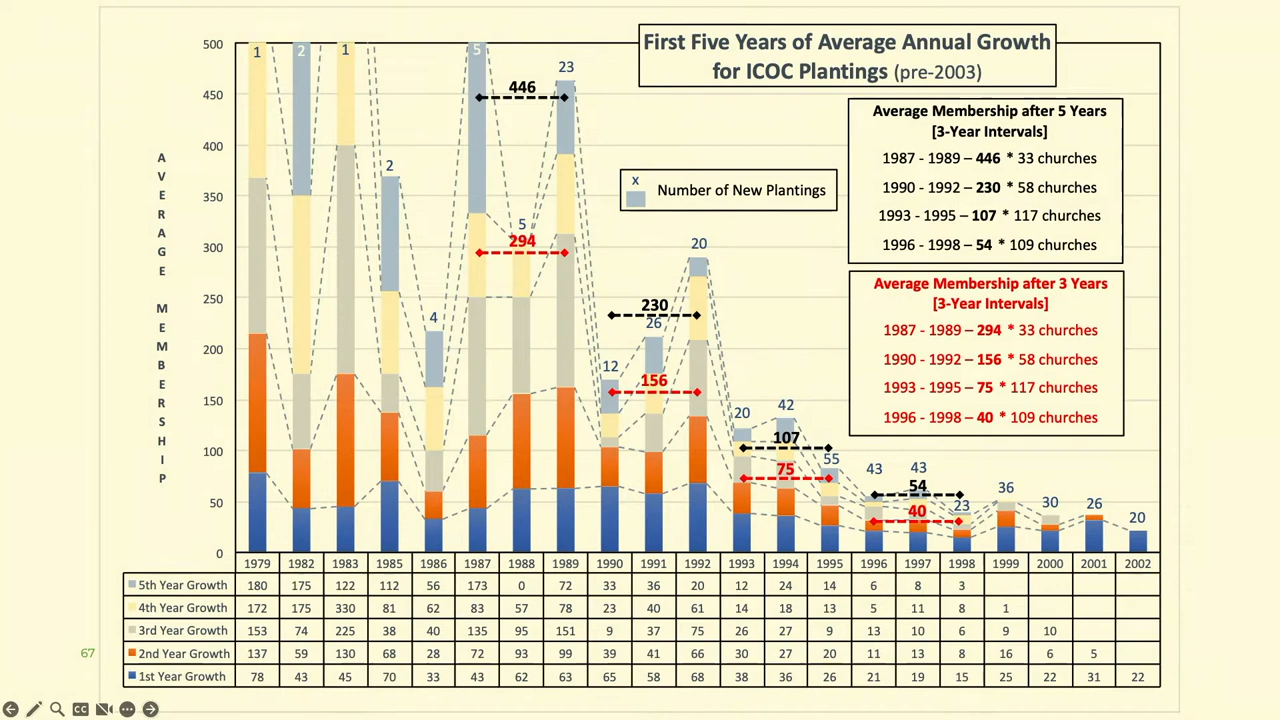 First Five Years of Average Annual Growth
for ICOC Plantings (pre-2003)
AVERAGE MEMBERSHIP
500
450
400
350
300
250
200
150
100
50
0
1
2
1
2
4
5
5
23
12
26
20
20
42
55
43
43
23
36
30
26
20
446
294
230
156
107
75
54
40
x
Number of New Plantings
Average Membership after 5 Years
[3-Year Intervals]
1987 - 1989 – 446 * 33 churches
1990 - 1992 – 230 * 58 churches
1993 - 1995 – 107 * 117 churches
1996 - 1998 – 54 * 109 churches
Average Membership after 3 Years
[3-Year Intervals]
1987 - 1989 – 294 * 33 churches
1990 - 1992 – 156 * 58 churches
1993 - 1995 – 75 * 117 churches
1996 - 1998 – 40 * 109 churches
1979 1982 1983 1985 1986 1987 1988 1989 1990 1991 1992 1993 1994 1995 1996 1997 1998 1999 2000 2001 2002
5th Year Growth 180 175 122 112 56 173 0 72 33 36 20 12 24 14 6 8 3
4th Year Growth 172 175 330 81 62 83 57 78 23 40 61 14 18 13 5 11 8 1
3rd Year Growth 153 74 225 38 40 135 95 151 9 37 75 26 27 9 13 10 6 9 10
2nd Year Growth 137 59 130 68 28 72 93 99 39 41 66 30 27 20 11 13 8 16 6 5
1st Year Growth 78 43 45 70 33 43 62 63 65 58 68 38 36 26 21 19 15 25 22 31 22
67
CC